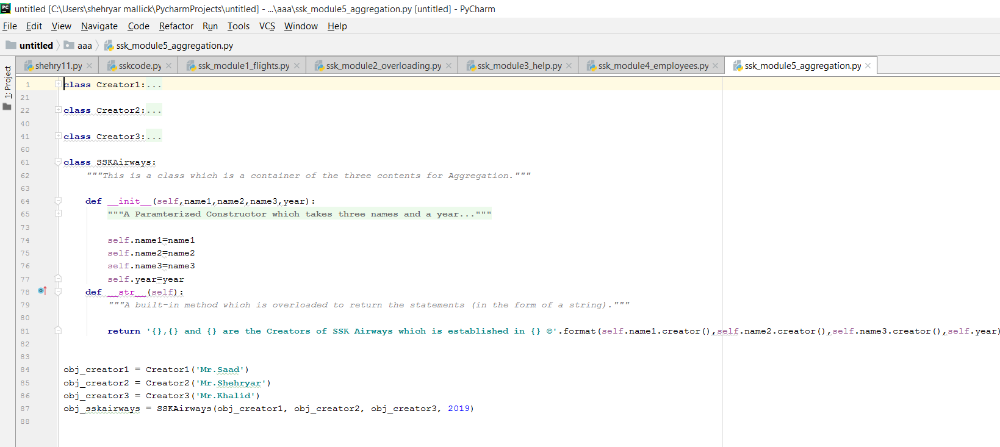 PC untitled [C:\Users\shehryar mallick\PycharmProjects\untitled] - ...\aaa\ssk_module5_aggregation.py [untitled] - PyCharm
File Edit View Navigate Code Refactor Run Tools VCS Window Help
untitled aaa ssk_module5_aggregation.py
1: Project
shehry11.py sskcode.py ssk_module1_flights.py ssk_module2_overloading.py ssk_module3_help.py ssk_module4_employees.py ssk_module5_aggregation.py
1 class Creator1:...
21
22 class Creator2:...
40
41 class Creator3:...
60
61 class SSKAirways:
62 """This is a class which is a container of the three contents for Aggregation."""
63
64 def __init__(self,name1,name2,name3,year):
65 """A Paramterized Constructor which takes three names and a year..."""
73
74 self.name1=name1
75 self.name2=name2
76 self.name3=name3
77 self.year=year
78 def __str__(self):
79 """A built-in method which is overloaded to return the statements (in the form of a string)."""
80
81 return '{},{} and {} are the Creators of SSK Airways which is established in {} ©'.format(self.name1.creator(),self.name2.creator(),self.name3.creator(),self.year)
82
83
84 obj_creator1 = Creator1('Mr.Saad')
85 obj_creator2 = Creator2('Mr.Shehryar')
86 obj_creator3 = Creator3('Mr.Khalid')
87 obj_sskairways = SSKAirways(obj_creator1, obj_creator2, obj_creator3, 2019)
88